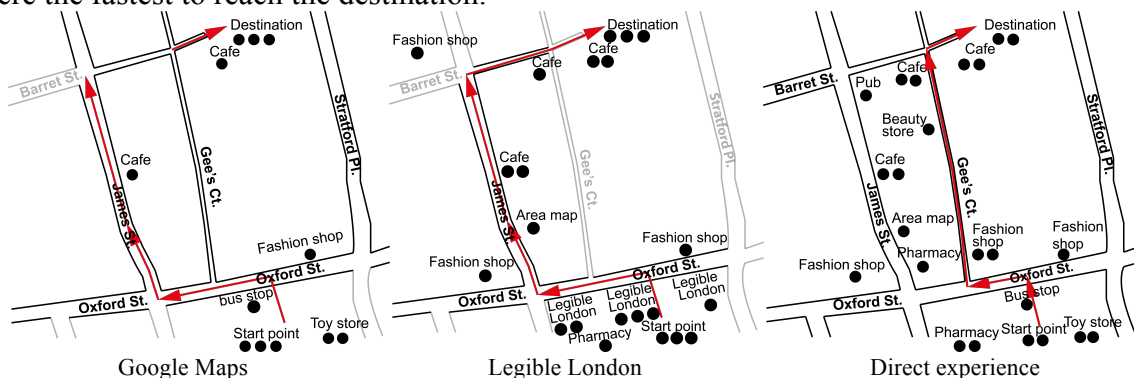 ere the fastest to reach the destination.
Destination
Cafe
Barret St.
Stratford Pl.
Cafe
Gee's Ct.
James St.
Fashion shop
Oxford St.
Oxford St.
bus stop
Start point
Toy store
Google Maps
Destination
Fashion shop
Cafe
Cafe
Barret St.
Stratford Pl.
Cafe
Gee's Ct.
James St.
Area map
Fashion shop
Fashion shop
Oxford St.
Oxford St.
Legible
London
Legible
London
Legible
London
Pharmacy
Start point
Legible London
Destination
Cafe
Cafe
Barret St.
Pub
Stratford Pl.
Beauty
store
Cafe
Gee's Ct.
James St.
Area map
Pharmacy
Fashion
shop
Fashion
shop
Fashion shop
Oxford St.
Oxford St.
Bus stop
Pharmacy
Start point
Toy store
Direct experience